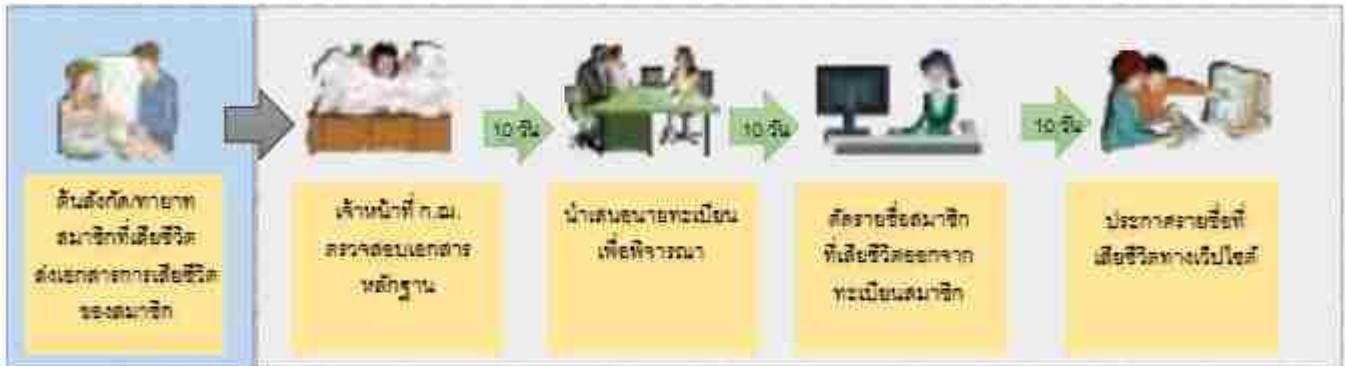 ต้นสังกัด/ทายาท
สมาชิกที่เสียชีวิต
ส่งเอกสารการเสียชีวิต
ของสมาชิก
เจ้าหน้าที่ ก.ฌ.
ตรวจสอบเอกสาร
หลักฐาน
10 วัน
นำเสนอนายทะเบียน
เพื่อพิจารณา
10 วัน
ตัดรายชื่อสมาชิก
ที่เสียชีวิตออกจาก
ทะเบียนสมาชิก
10 วัน
ประกาศรายชื่อที่
เสียชีวิตทางเว็ปไซต์